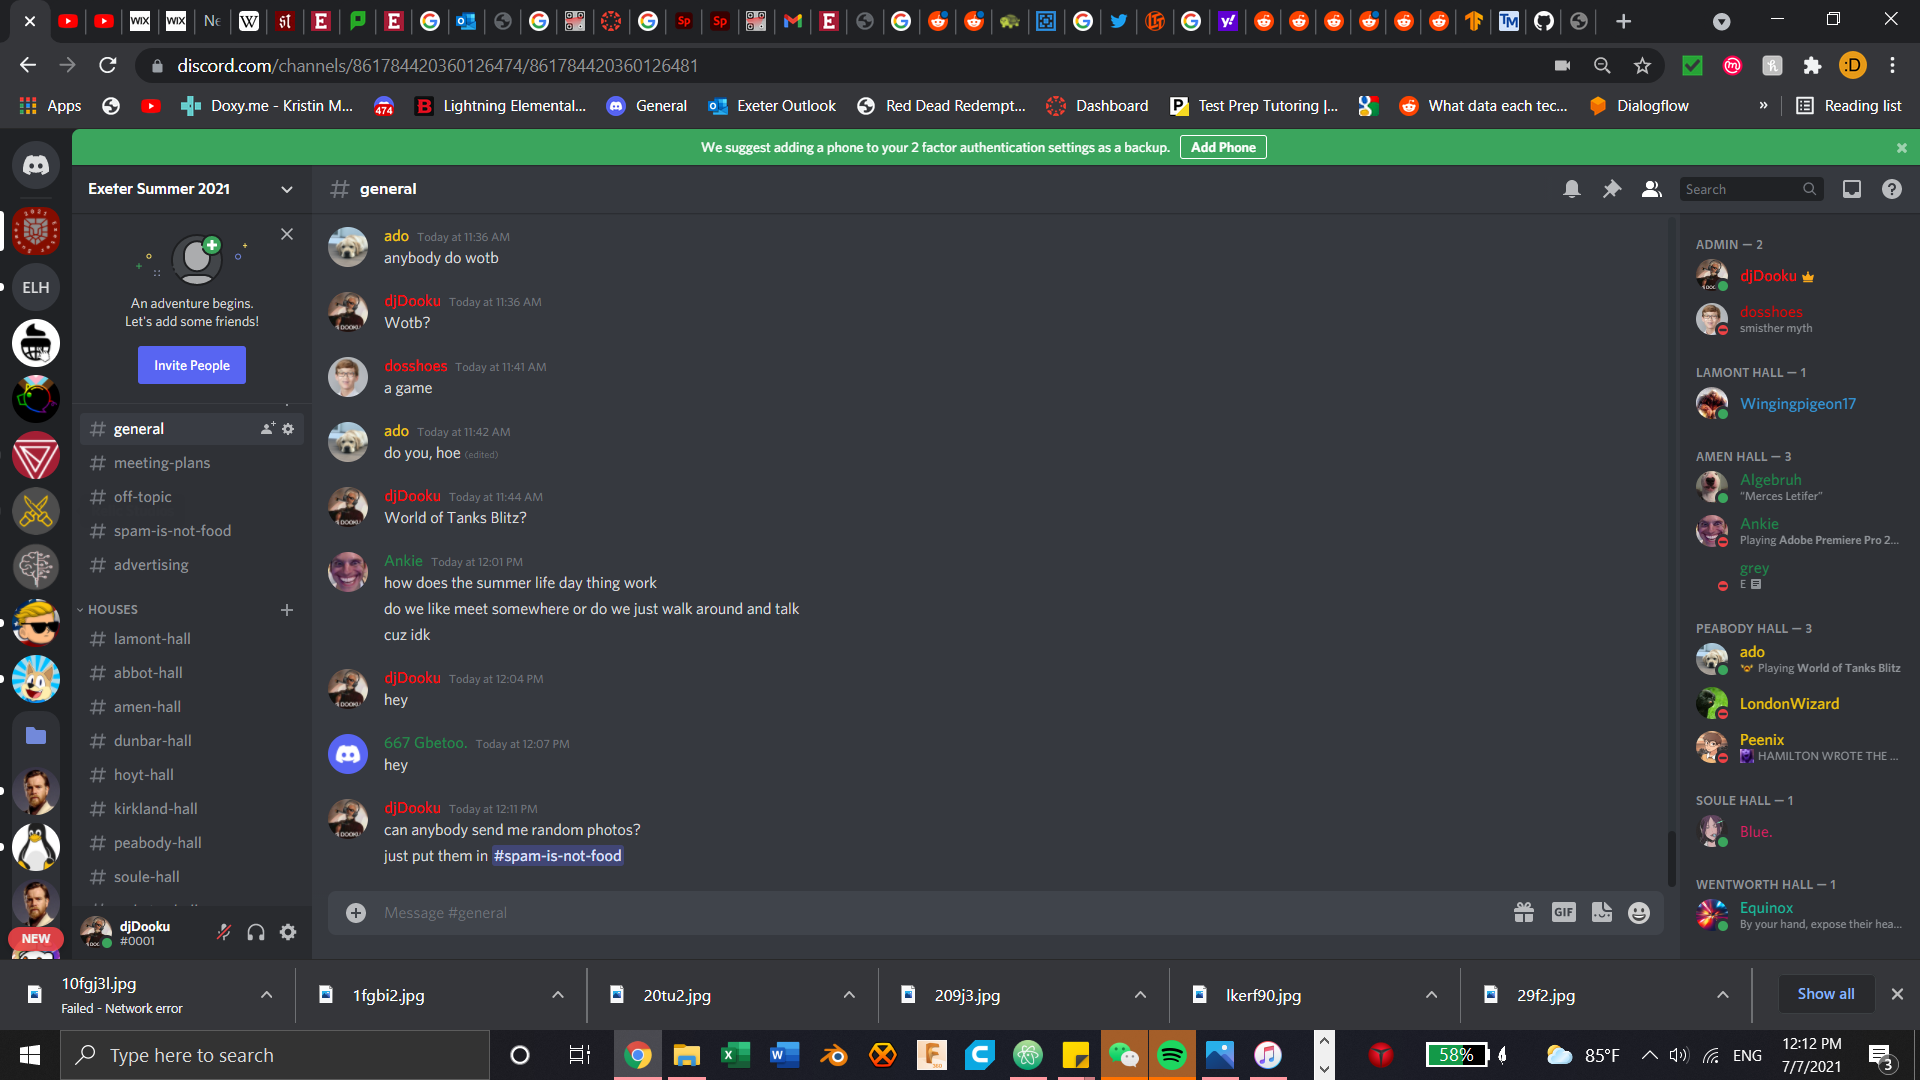 discord.com/channels/861784420360126474/861784420360126481
Apps
Doxy.me - Kristin M...
474
Lightning Elemental...
General
Exeter Outlook
Red Dead Redempt...
Dashboard
Test Prep Tutoring |...
What data each tec...
Dialogflow
»
Reading list
We suggest adding a phone to your 2 factor authentication settings as a backup.
Add Phone
Exeter Summer 2021
general
Search
ELH
An adventure begins.
Let's add some friends!
Invite People
general
meeting-plans
off-topic
spam-is-not-food
advertising
HOUSES
lamont-hall
abbot-hall
amen-hall
dunbar-hall
hoyt-hall
kirkland-hall
peabody-hall
soule-hall
NEW
djDooku
#0001
ado Today at 11:36 AM
anybody do wotb
djDooku Today at 11:36 AM
Wotb?
dosshoes Today at 11:41 AM
a game
ado Today at 11:42 AM
do you, hoe (edited)
djDooku Today at 11:44 AM
World of Tanks Blitz?
Ankie Today at 12:01 PM
how does the summer life day thing work
do we like meet somewhere or do we just walk around and talk
cuz idk
djDooku Today at 12:04 PM
hey
667 Gbetoo. Today at 12:07 PM
hey
djDooku Today at 12:11 PM
can anybody send me random photos?
just put them in #spam-is-not-food
Message #general
GIF
ADMIN — 2
djDooku
dosshoes
smisther myth
LAMONT HALL — 1
Wingingpigeon17
AMEN HALL — 3
Algebruh
“Merces Letifer”
Ankie
Playing Adobe Premiere Pro 2...
grey
E
PEABODY HALL — 3
ado
Playing World of Tanks Blitz
LondonWizard
Peenix
HAMILTON WROTE THE ...
SOULE HALL — 1
Blue.
WENTWORTH HALL — 1
Equinox
By your hand, expose their hea...
10fgj3l.jpg
Failed - Network error
1fgbi2.jpg
20tu2.jpg
209j3.jpg
lkerf90.jpg
29f2.jpg
Show all
Type here to search
58%
85°F
ENG
12:12 PM
7/7/2021
3